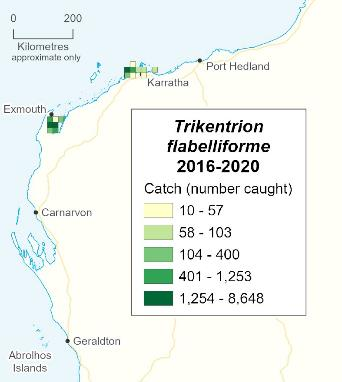 0 200
Kilometres
approximate only
Port Hedland
Karratha
Exmouth
Trikentrion
flabelliforme
2016-2020
Catch (number caught)
10 - 57
58 - 103
104 - 400
401 - 1,253
1,254 - 8,648
Carnarvon
Geraldton
Abrolhos
Islands